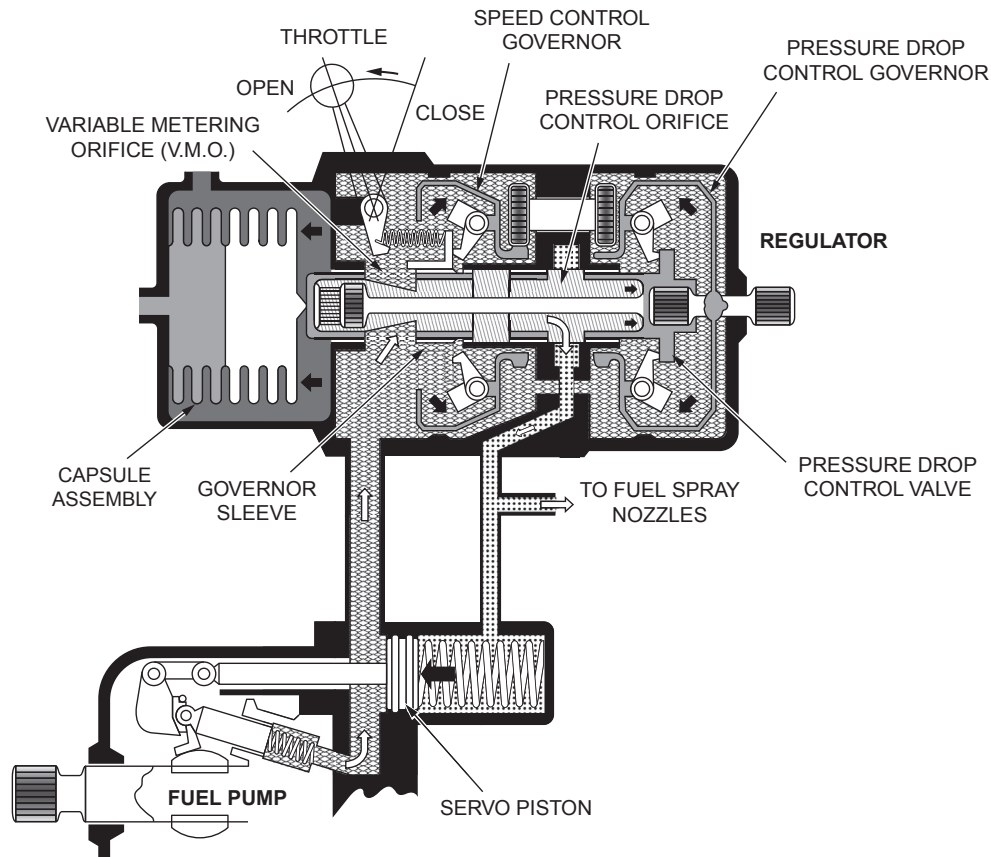 SPEED CONTROL
GOVERNOR
THROTTLE
PRESSURE DROP
CONTROL GOVERNOR
OPEN
CLOSE
PRESSURE DROP
CONTROL ORIFICE
VARIABLE METERING
ORIFICE (V.M.O.)
REGULATOR
CAPSULE
ASSEMBLY
GOVERNOR
SLEEVE
TO FUEL SPRAY
NOZZLES
PRESSURE DROP
CONTROL VALVE
FUEL PUMP
SERVO PISTON